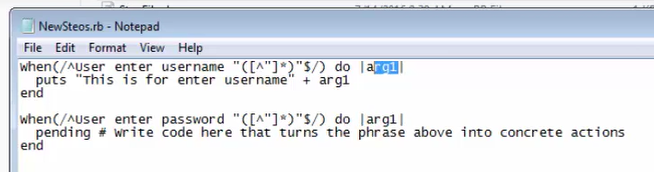 NewSteos.rb - Notepad
File Edit Format View Help
when(/^User enter username "([^"]*)"$/) do |arg1|
  puts "This is for enter username" + arg1
end

when(/^User enter password "([^"]*)"$/) do |arg1|
  pending # Write code here that turns the phrase above into concrete actions
end